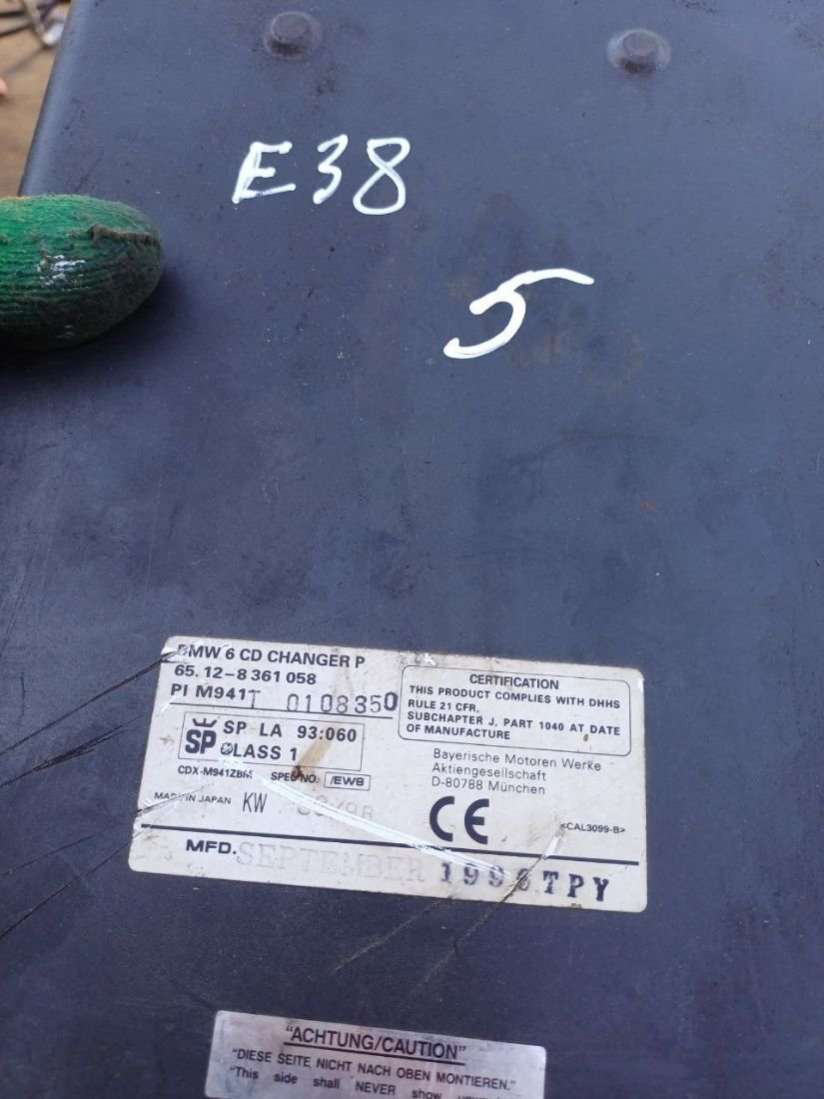 E38
5
BMW 6 CD CHANGER P
65.12-8 361 058
PI M941T 0108350
SP SP LA 93:060
CLASS 1
CDX-M941ZBM SPEC NO. /EWB
MADE IN JAPAN KW
CERTIFICATION
THIS PRODUCT COMPLIES WITH DHHS
RULE 21 CFR.
SUBCHAPTER J. PART 1040 AT DATE
OF MANUFACTURE
Bayerische Motoren Werke
Aktiengesellschaft
D-80788 München
CE
<CAL3099-B>
MFD. SEPTEMBER TPY
"ACHTUNG/CAUTION"
"DIESE SEITE NICHT NACH OBEN MONTIEREN."
"This side shall NEVER show